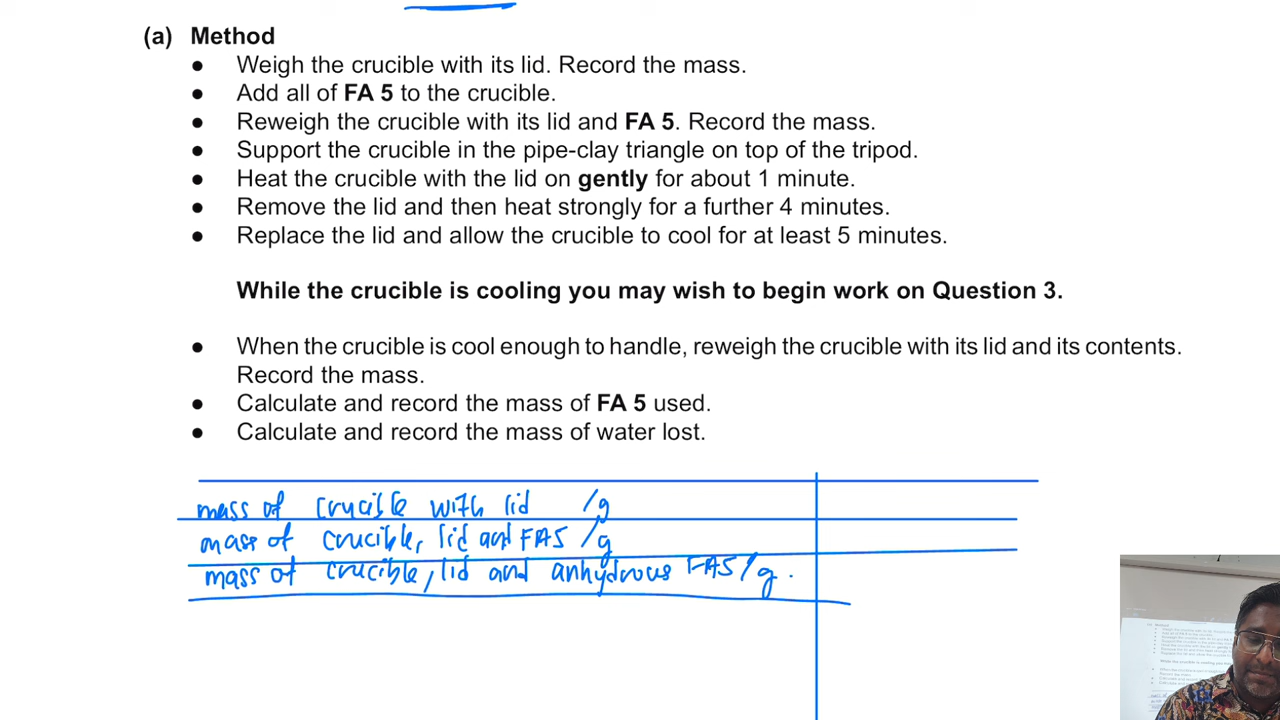 (a) Method
● Weigh the crucible with its lid. Record the mass.
● Add all of FA 5 to the crucible.
● Reweigh the crucible with its lid and FA 5. Record the mass.
● Support the crucible in the pipe-clay triangle on top of the tripod.
● Heat the crucible with the lid on gently for about 1 minute.
● Remove the lid and then heat strongly for a further 4 minutes.
● Replace the lid and allow the crucible to cool for at least 5 minutes.
While the crucible is cooling you may wish to begin work on Question 3.
● When the crucible is cool enough to handle, reweigh the crucible with its lid and its contents.
Record the mass.
● Calculate and record the mass of FA 5 used.
● Calculate and record the mass of water lost.
mass of crucible with lid /g
mass of crucible, lid and FA5 /g
mass of crucible, lid and anhydrous FA5/g.